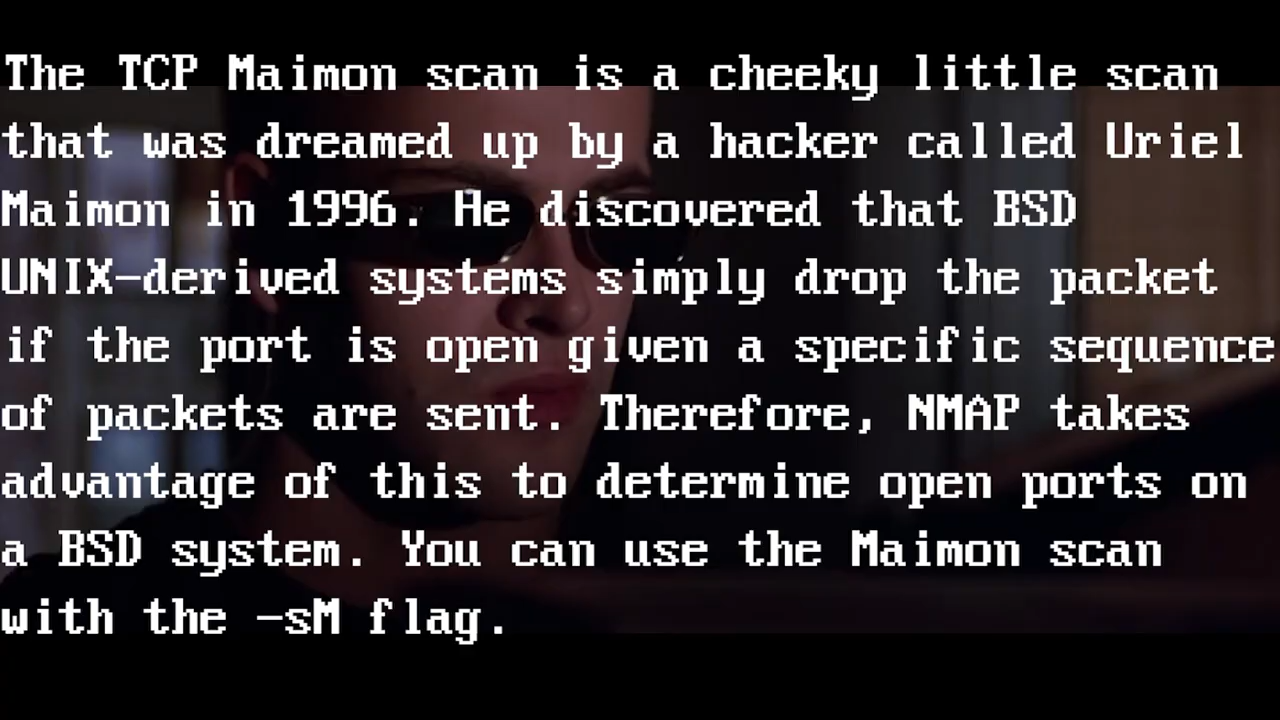 The TCP Maimon scan is a cheeky little scan
that was dreamed up by a hacker called Uriel
Maimon in 1996. He discovered that BSD
UNIX-derived systems simply drop the packet
if the port is open given a specific sequence
of packets are sent. Therefore, NMAP takes
advantage of this to determine open ports on
a BSD system. You can use the Maimon scan
with the -sM flag.